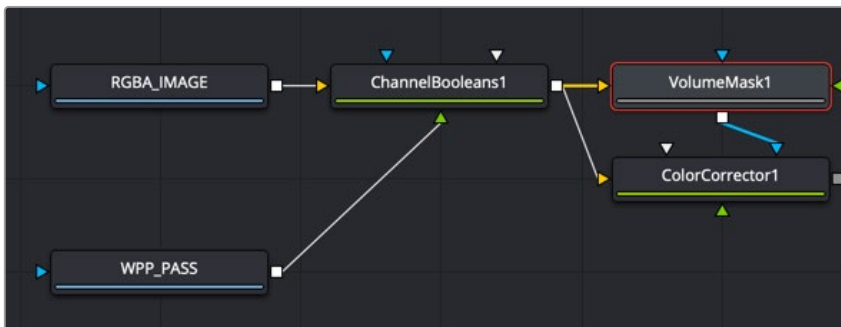 RGBA_IMAGE
ChannelBooleans1
VolumeMask1
ColorCorrector1
WPP_PASS